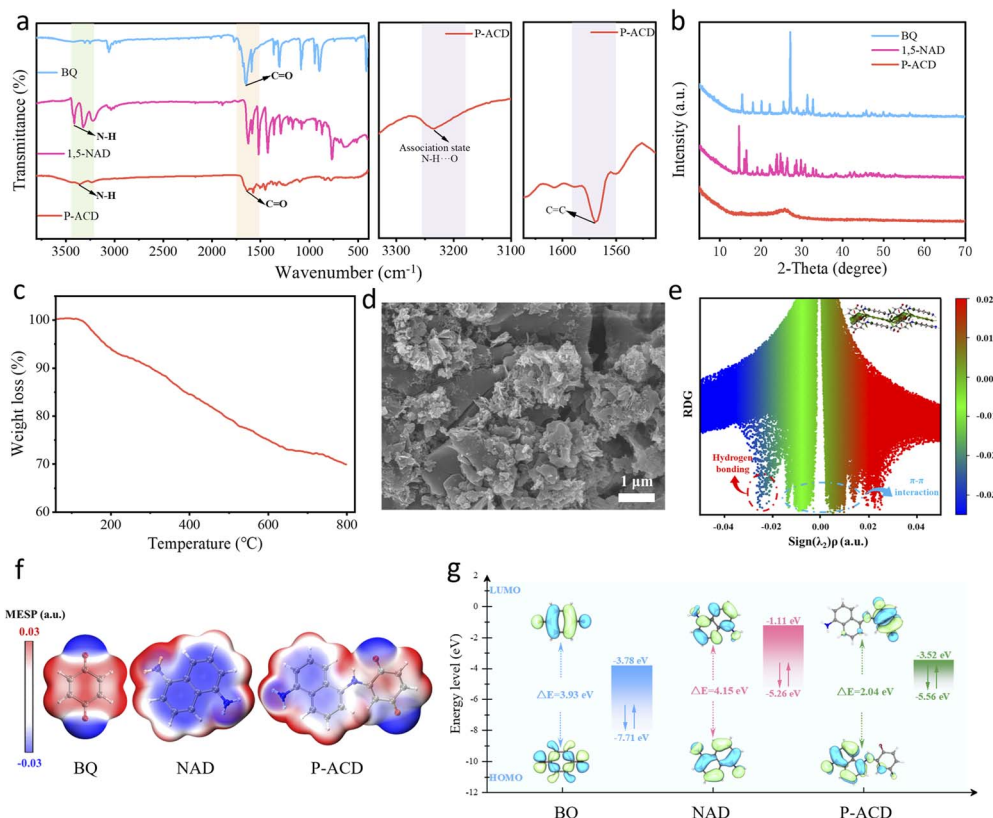 a
Transmittance (%)
BQ
C=O
N-H
1,5-NAD
N-H
P-ACD
C=O
3500 3000 2500 2000 1500 1000 500
P-ACD
Association state
N-H···O
3300 3200 3100
P-ACD
C=C
1600 1560
Wavenumber (cm-1)
b
Intensity (a.u.)
BQ
1,5-NAD
P-ACD
10 20 30 40 50 60 70
2-Theta (degree)
c
Weight loss (%)
100
90
80
70
60
200 400 600 800
Temperature (℃)
d
1 μm
e
RDG
Hydrogen
bonding
π-π
interaction
-0.04 -0.02 0.00 0.02 0.04
Sign(λ2)ρ (a.u.)
f
MESP (a.u.)
0.03
-0.03
BQ NAD P-ACD
g
Energy level (eV)
2
0
-2
-4
-6
-8
-10
-12
LUMO
HOMO
△E=3.93 eV
-3.78 eV
-7.71 eV
△E=4.15 eV
-1.11 eV
-5.26 eV
△E=2.04 eV
-3.52 eV
-5.56 eV
BQ NAD P-ACD